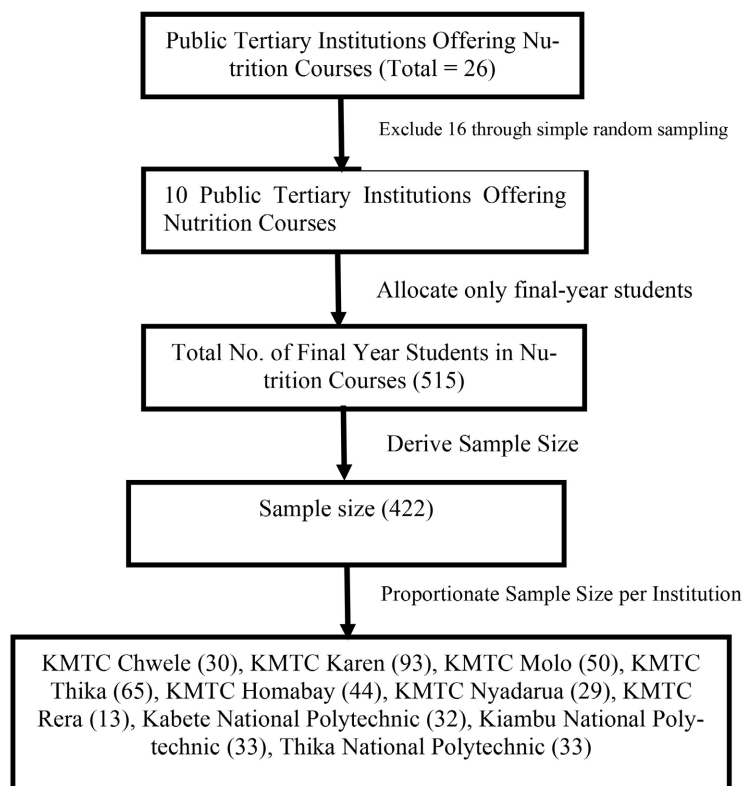 Public Tertiary Institutions Offering Nu-
trition Courses (Total = 26)
Exclude 16 through simple random sampling
10 Public Tertiary Institutions Offering
Nutrition Courses
Allocate only final-year students
Total No. of Final Year Students in Nu-
trition Courses (515)
Derive Sample Size
Sample size (422)
Proportionate Sample Size per Institution
KMTC Chwele (30), KMTC Karen (93), KMTC Molo (50), KMTC
Thika (65), KMTC Homabay (44), KMTC Nyadarua (29), KMTC
Rera (13), Kabete National Polytechnic (32), Kiambu National Poly-
technic (33), Thika National Polytechnic (33)